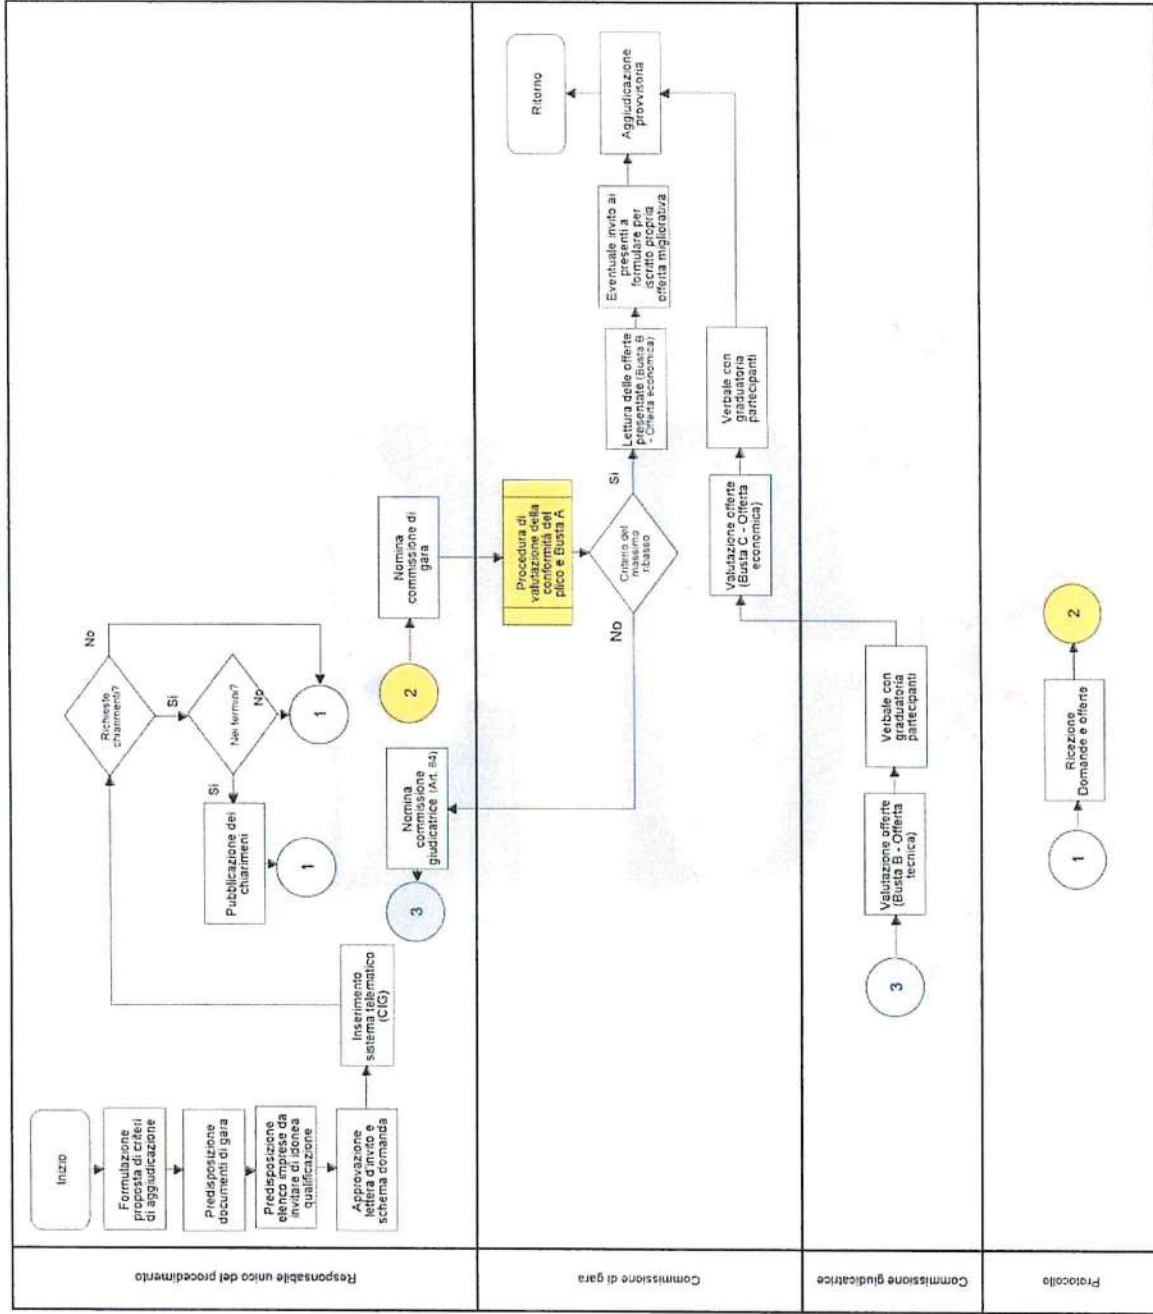 Responsabile unico del procedimento
Inizio
Formulazione
proposta di criteri
di aggiudicazione
Predisposizione
documenti di gara
Predisposizione
elenco imprese da
invitare di idonea
qualificazione
Approvazione
lettera d'invito e
schema domanda
Inserimento
sistema telematico
(CIG)
Richieste
chiarimenti?
No
Si
Nei termini?
No
Si
1
Pubblicazione dei
chiarimeni
1
2
Nomina
commissione di
gara
Nomina
commissione
giudicatrice (Art. 84)
3
Commissione di gara
Procedura di
valutazione della
conformità del
plico e Busta A
Criterio del
massimo
ribasso
No
Si
Lettura delle offerte
presentate (Busta B
- Offerta economica)
Eventuale invito ai
presenti a
formulare per
iscritto propria
offerta migliorativa
Aggiudicazione
provvisoria
Ritorno
Valutazione offerte
(Busta C - Offerta
economica)
Verbale con
graduatoria
partecipanti
Commissione giudicatrice
3
Valutazione offerte
(Busta B - Offerta
tecnica)
Verbale con
graduatoria
partecipanti
Protocollo
1
Ricezione
Domande e offerte
2